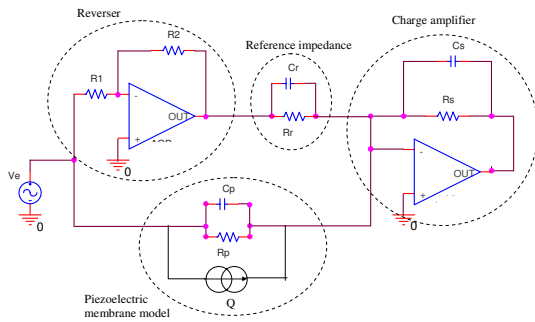 Reverser
R2
R1
-
+
OUT
0
Reference impedance
Cr
Rr
Charge amplifier
Cs
Rs
-
+
OUT
0
Ve
0
Cp
Rp
Q
Piezoelectric
membrane model